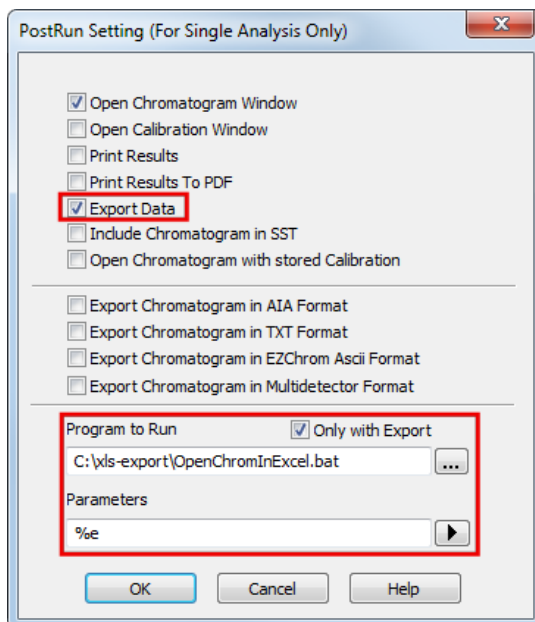 PostRun Setting (For Single Analysis Only)
Open Chromatogram Window
Open Calibration Window
Print Results
Print Results To PDF
Export Data
Include Chromatogram in SST
Open Chromatogram with stored Calibration
Export Chromatogram in AIA Format
Export Chromatogram in TXT Format
Export Chromatogram in EZChrom Ascii Format
Export Chromatogram in Multidetector Format
Program to Run Only with Export
C:\xls-export\OpenChromInExcel.bat ...
Parameters
%e
OK Cancel Help